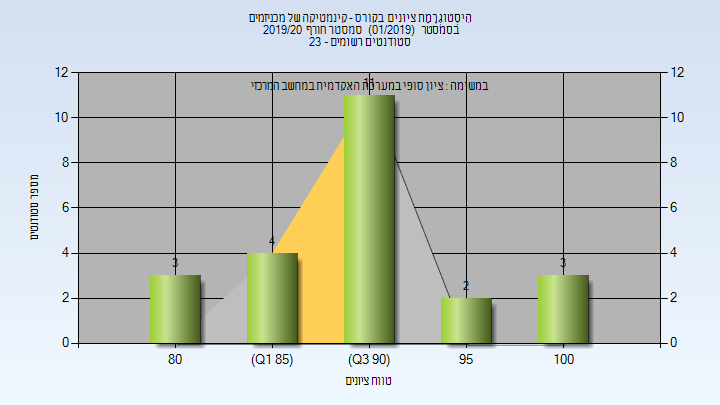 היסטוגרמת ציונים בקורס - קינמטיקה של מכניזמים
בסמסטר (01/2019) סמסטר חורף 2019/20
סטודנטים רשומים - 23
במשימה : ציון סופי במערכת האקדמית במחשב המרכזי
12
10
8
6
4
2
0
12
10
8
6
4
2
0
מספר סטודנטים
3
4
11
2
3
80
(Q1 85)
(Q3 90)
95
100
טווח ציונים